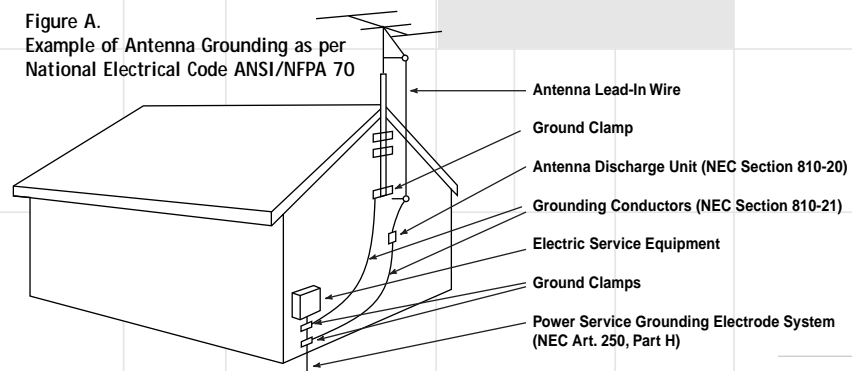 Figure A.
Example of Antenna Grounding as per
National Electrical Code ANSI/NFPA 70
Antenna Lead-In Wire
Ground Clamp
Antenna Discharge Unit (NEC Section 810-20)
Grounding Conductors (NEC Section 810-21)
Electric Service Equipment
Ground Clamps
Power Service Grounding Electrode System
(NEC Art. 250, Part H)